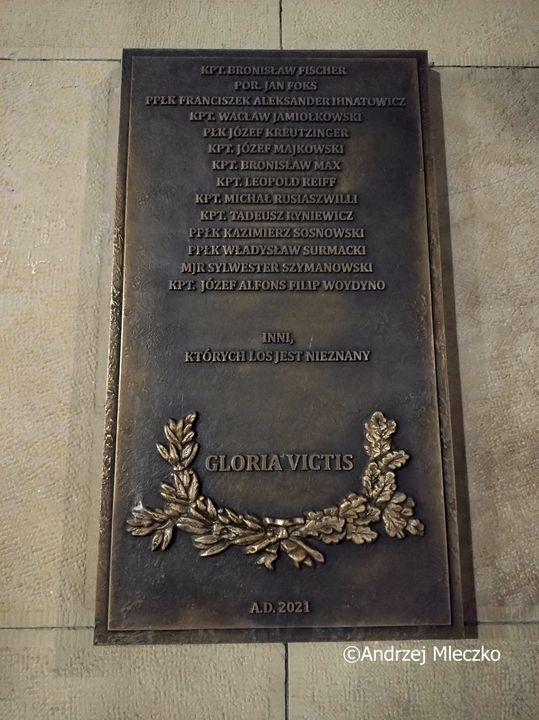 KPT. BRONISŁAW FISCHER
POR. JAN FOKS
PPŁK FRANCISZEK ALEKSANDER IHNATOWICZ
KPT. WACŁAW JAMIOŁKOWSKI
PŁK JÓZEF KREUTZINGER
KPT. JÓZEF MAJKOWSKI
KPT. BRONISŁAW MAX
KPT. LEOPOLD REIFF
KPT. MICHAŁ RUSIASZWILLI
KPT. TADEUSZ RYNIEWICZ
PPŁK KAZIMIERZ SOSNOWSKI
PPŁK WŁADYSŁAW SURMACKI
MJR SYLWESTER SZYMANOWSKI
KPT. JÓZEF ALFONS FILIP WOYDYNO
INNI,
KTÓRYCH LOS JEST NIEZNANY
GLORIA VICTIS
A.D. 2021
©Andrzej Mleczko